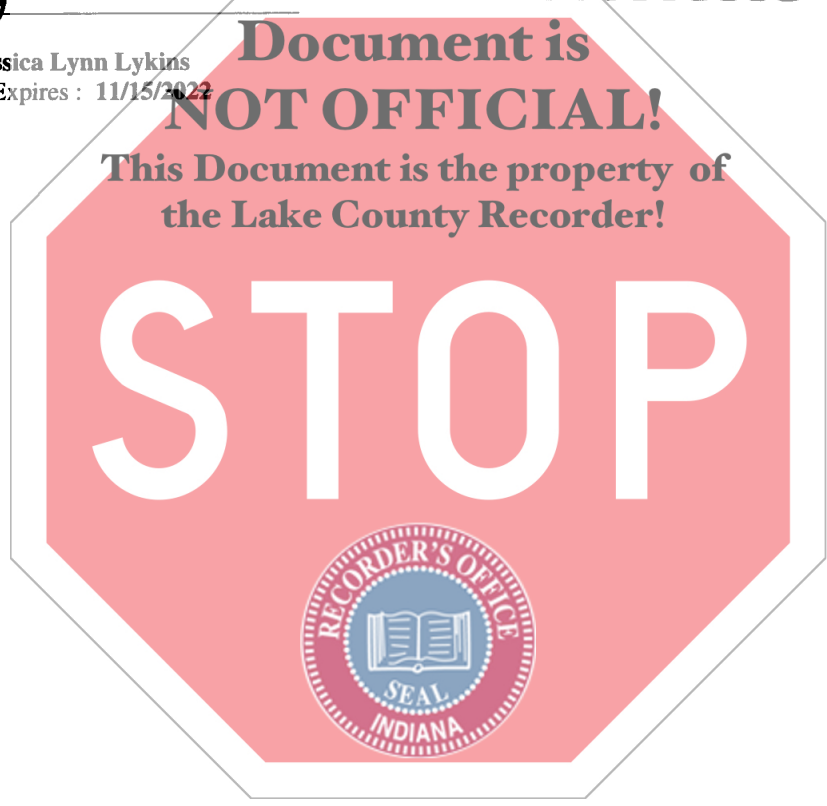 ssica Lynn Lykins
Expires : 11/15/2022
Document is
NOT OFFICIAL!
This Document is the property of
the Lake County Recorder!
STOP
RECORDER'S OFFICE
SEAL
INDIANA